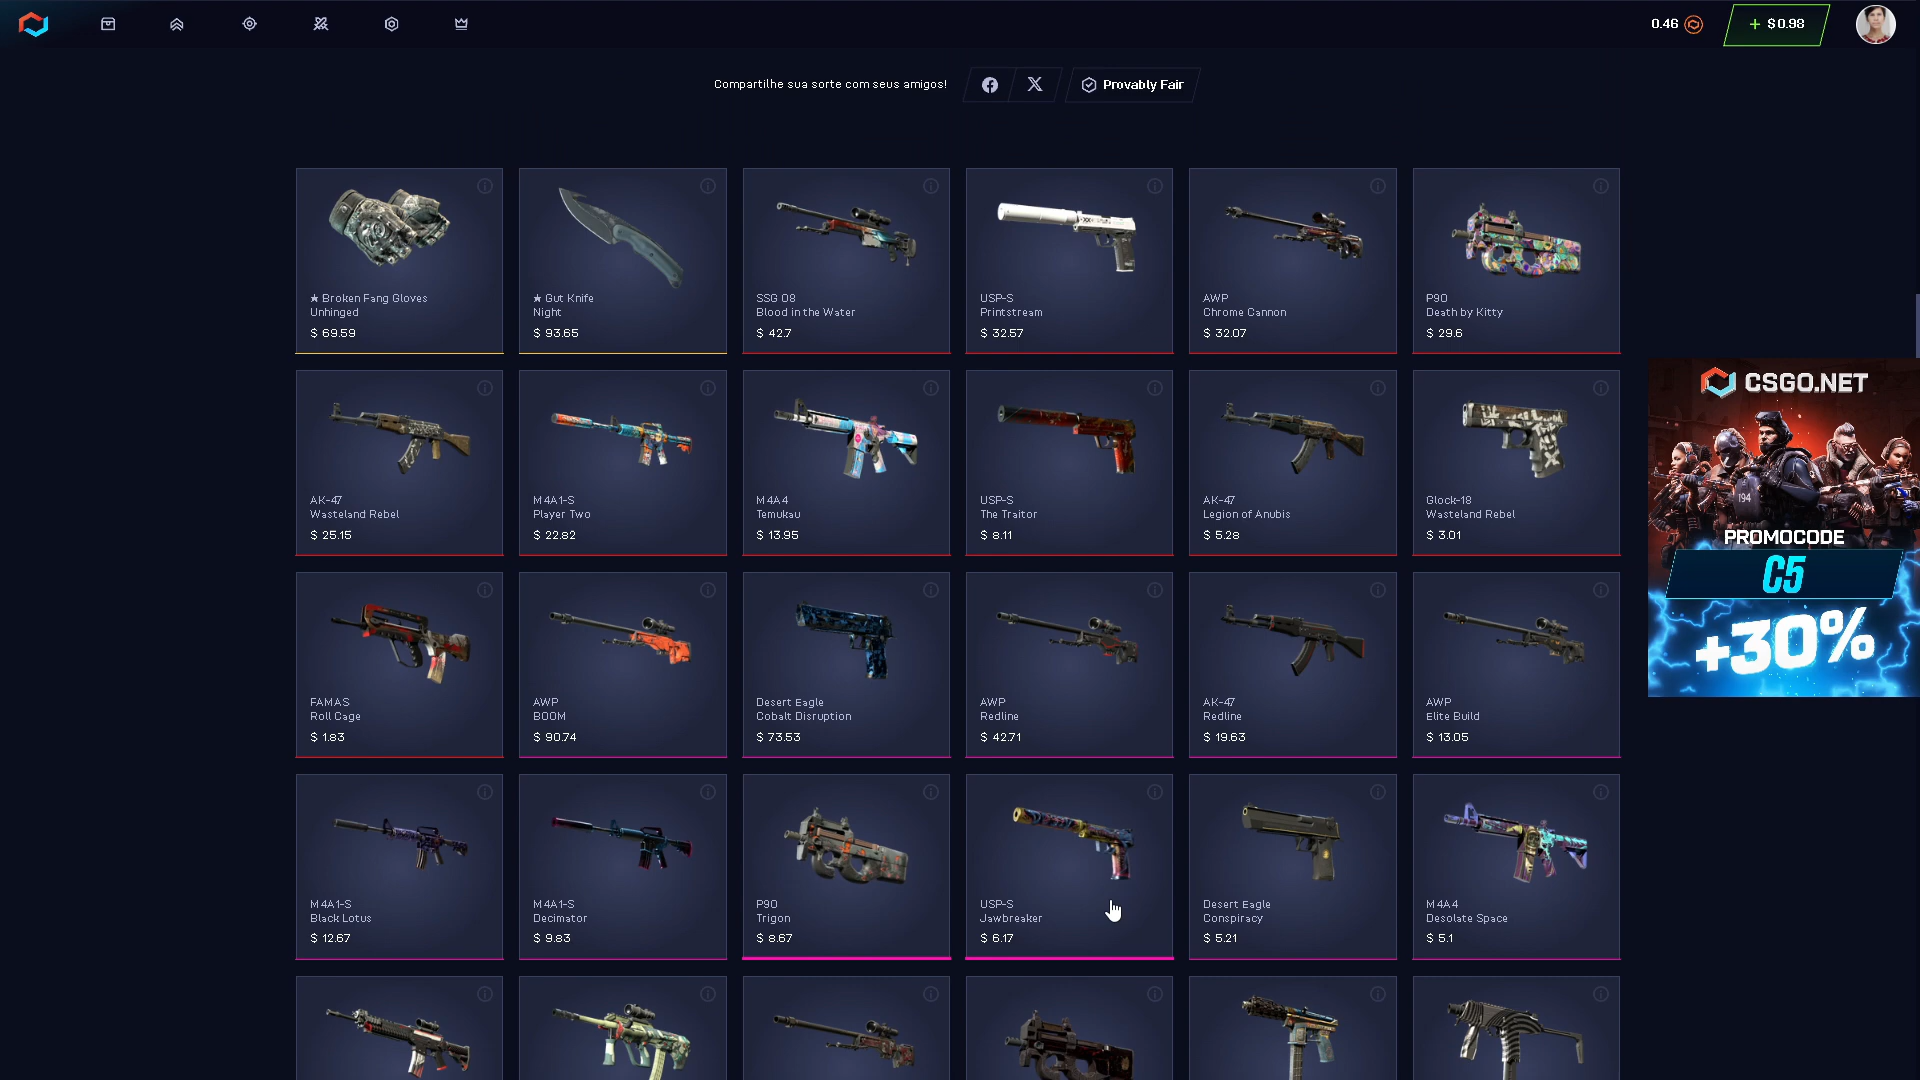 0.46
+ $ 0.98
Compartilhe sua sorte com seus amigos!
Provably Fair
★ Broken Fang Gloves
Unhinged
$ 69.59
★ Gut Knife
Night
$ 93.65
SSG 08
Blood in the Water
$ 42.7
USP-S
Printstream
$ 32.57
AWP
Chrome Cannon
$ 32.07
P90
Death by Kitty
$ 29.6
AK-47
Wasteland Rebel
$ 25.15
M4A1-S
Player Two
$ 22.82
M4A4
Temukau
$ 13.95
USP-S
The Traitor
$ 8.11
AK-47
Legion of Anubis
$ 5.28
Glock-18
Wasteland Rebel
$ 3.01
CSGO.NET
194
PROMOCODE
C5
+30%
FAMAS
Roll Cage
$ 1.83
AWP
BOOM
$ 90.74
Desert Eagle
Cobalt Disruption
$ 73.53
AWP
Redline
$ 42.71
AK-47
Redline
$ 19.63
AWP
Elite Build
$ 13.05
M4A1-S
Black Lotus
$ 12.67
M4A1-S
Decimator
$ 9.83
P90
Trigon
$ 8.67
USP-S
Jawbreaker
$ 6.17
Desert Eagle
Conspiracy
$ 5.21
M4A4
Desolate Space
$ 5.1